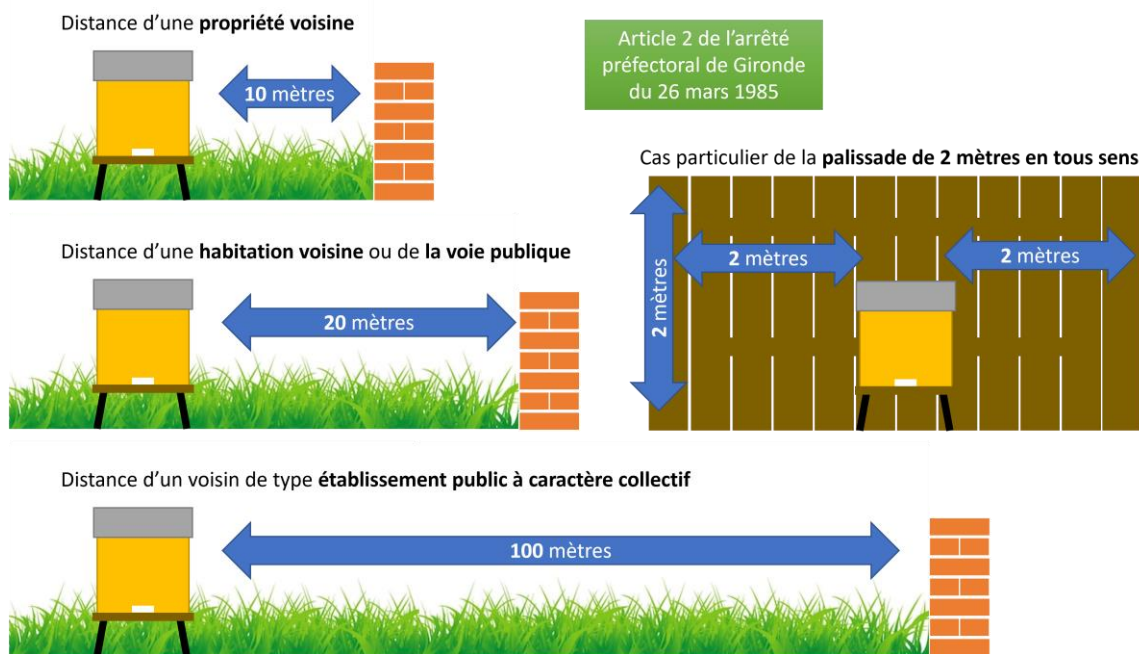 Distance d’une propriété voisine
10 mètres
Article 2 de l’arrêté
préfectoral de Gironde
du 26 mars 1985
Cas particulier de la palissade de 2 mètres en tous sens
2 mètres
2 mètres
2 mètres
Distance d’une habitation voisine ou de la voie publique
20 mètres
Distance d’un voisin de type établissement public à caractère collectif
100 mètres